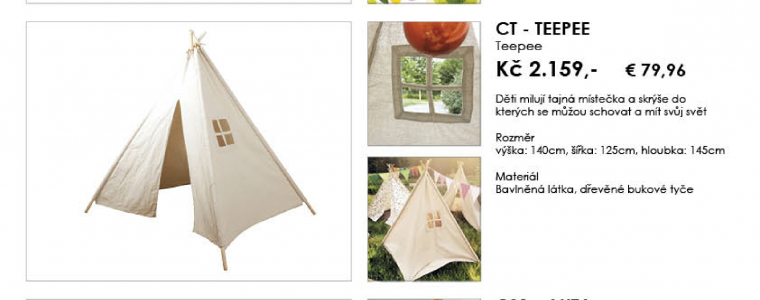 CT - TEEPEE
Teepee
Kč 2.159,- € 79,96
Děti milují tajná místečka a skrýše do
kterých se můžou schovat a mít svůj svět
Rozměr
výška: 140cm, šířka: 125cm, hloubka: 145cm
Materiál
Bavlněná látka, dřevěné bukové tyče